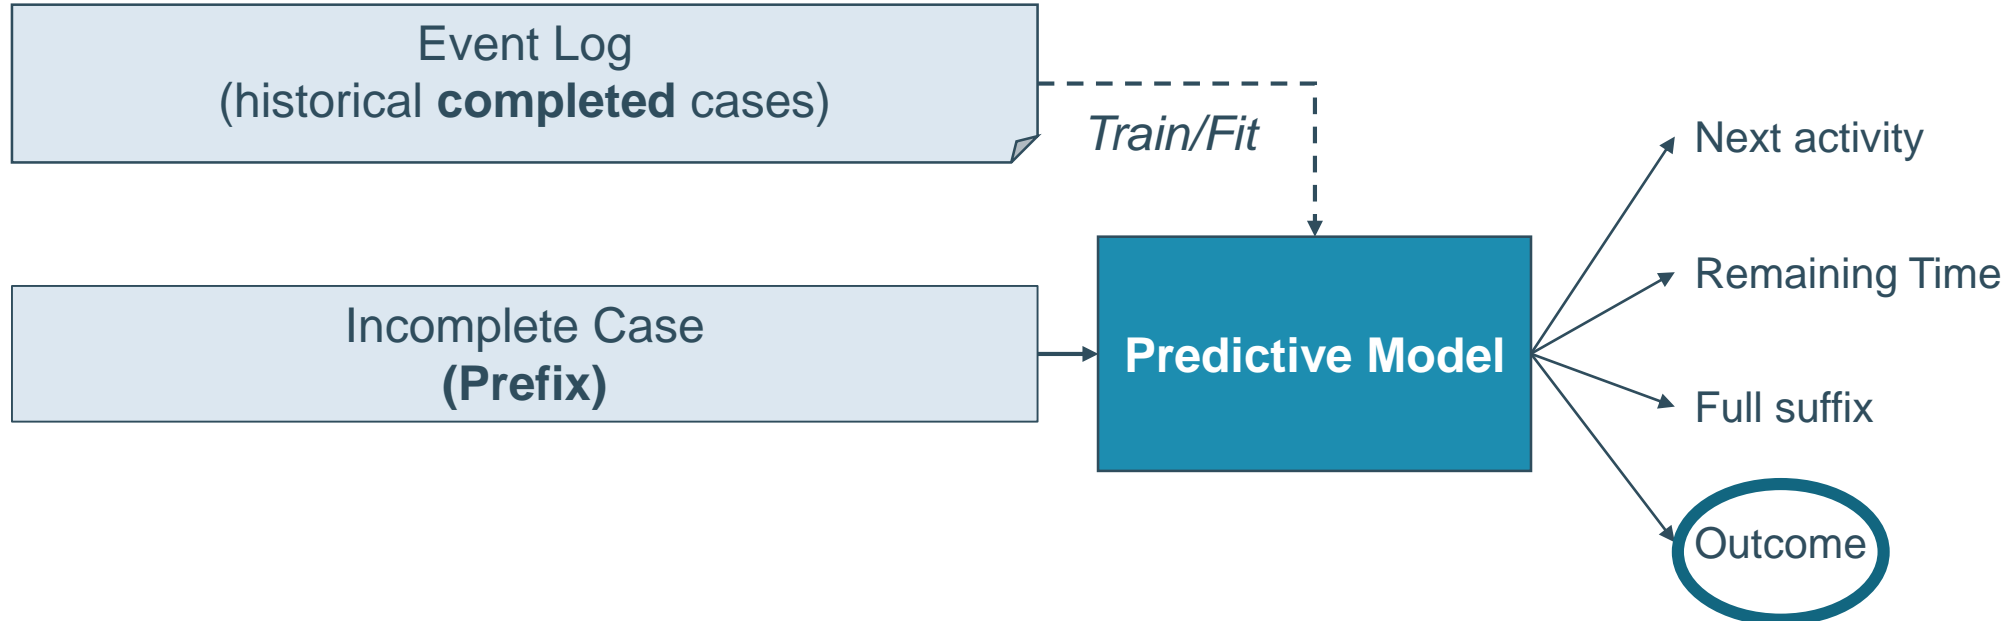 Event Log
(historical completed cases)
Train/Fit
Next activity
Remaining Time
Incomplete Case
(Prefix)
Predictive Model
Full suffix
Outcome